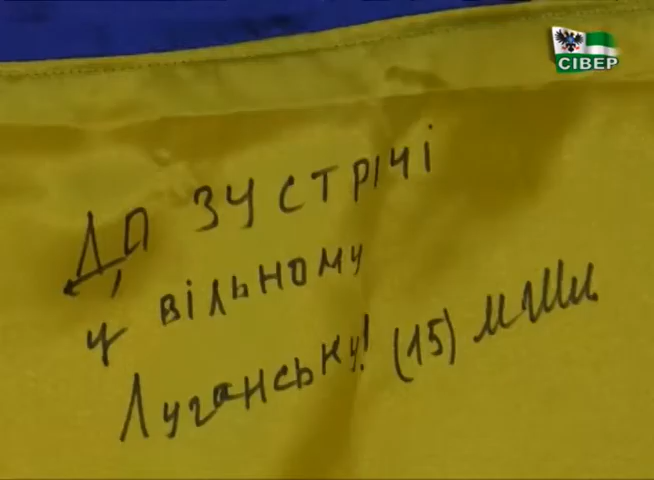 СІВЕР
До зустрічі
у вільному
Луганську! (15)